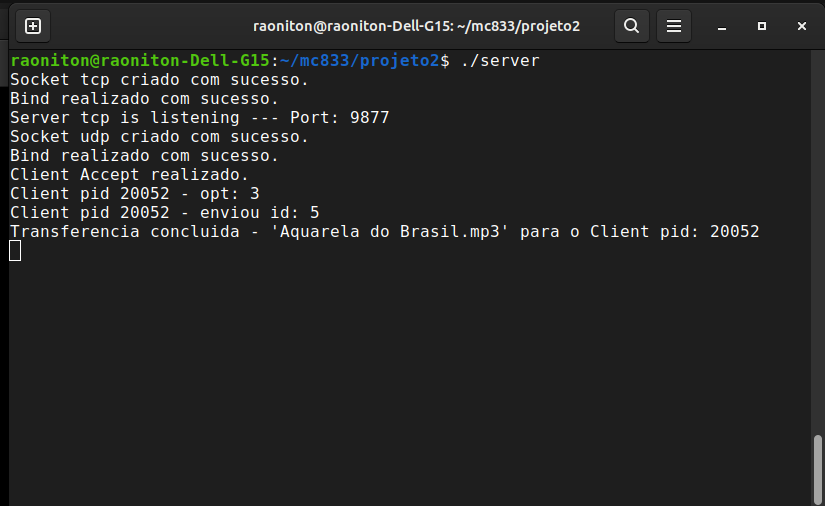 raoniton@raoniton-Dell-G15: ~/mc833/projeto2
raoniton@raoniton-Dell-G15:~/mc833/projeto2$ ./server
Socket tcp criado com sucesso.
Bind realizado com sucesso.
Server tcp is listening --- Port: 9877
Socket udp criado com sucesso.
Bind realizado com sucesso.
Client Accept realizado.
Client pid 20052 - opt: 3
Client pid 20052 - enviou id: 5
Transferencia concluida - 'Aquarela do Brasil.mp3' para o Client pid: 20052